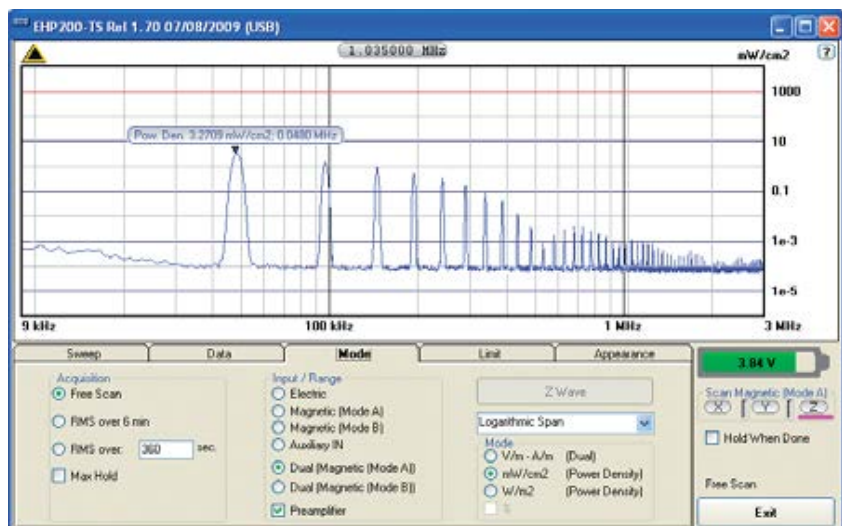 EHP200-TS Rel 1.70 07/08/2009 (USB)
1.035000 MHz
mW/cm2
?
Pow. Den. 3.2709 mW/cm2; 0.0480 MHz
1000
10
0.1
1e-3
1e-5
9 kHz 100 kHz 1 MHz 3 MHz
Sweep Data Mode Limit Appearance
Acquisition
Free Scan
RMS over 6 min
RMS over: 360 sec.
Max Hold
Input / Range
Electric
Magnetic (Mode A)
Magnetic (Mode B)
Auxiliary IN
Dual (Magnetic (Mode A))
Dual (Magnetic (Mode B))
Preamplifier
Z Wave
Logarithmic Span
Mode
V/m - A/m (Dual)
mW/cm2 (Power Density)
W/m2 (Power Density)
%
3.84 V
Scan Magnetic (Mode A)
X Y Z
Hold When Done
Free Scan
Exit